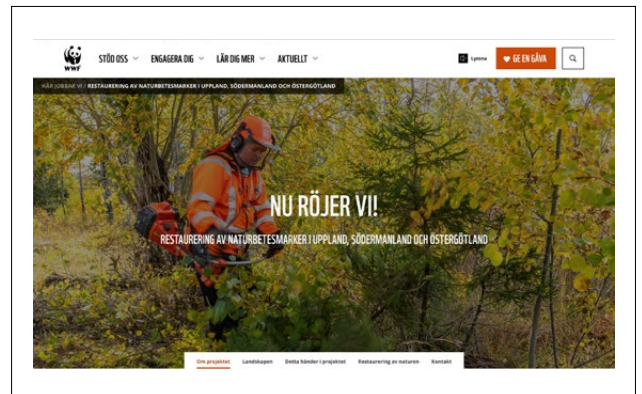 WWF
STÖD OSS
ENGAGERA DIG
LÄR DIG MER
AKTUELLT
Lyssna
GE EN GÅVA
HÄR JOBBAR VI / RESTAURERING AV NATURBETESMARKER I UPPLAND, SÖDERMANLAND OCH ÖSTERGÖTLAND
NU RÖJER VI!
RESTAURERING AV NATURBETESMARKER I UPPLAND, SÖDERMANLAND OCH ÖSTERGÖTLAND
Om projektet
Landskapen
Detta händer i projektet
Restaurering av naturen
Kontakt